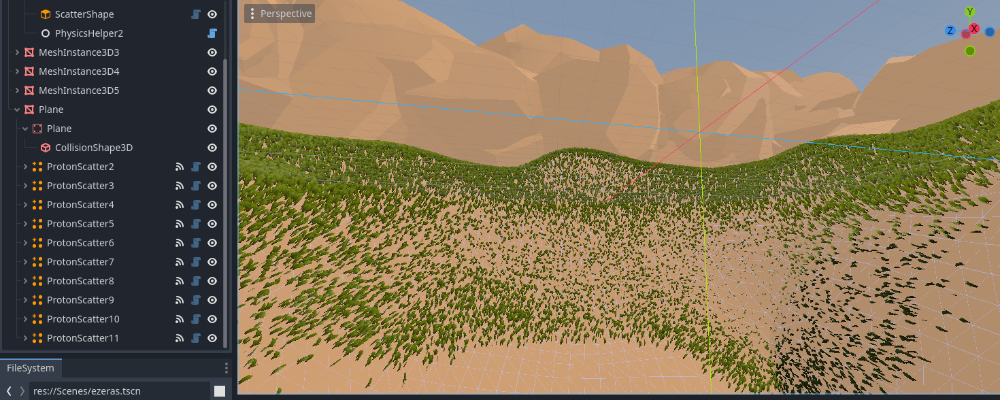 ScatterShape
PhysicsHelper2
MeshInstance3D3
MeshInstance3D4
MeshInstance3D5
Plane
Plane
CollisionShape3D
ProtonScatter2
ProtonScatter3
ProtonScatter4
ProtonScatter5
ProtonScatter6
ProtonScatter7
ProtonScatter8
ProtonScatter9
ProtonScatter10
ProtonScatter11
FileSystem
res://Scenes/ezeras.tscn
Perspective
Y
Z X